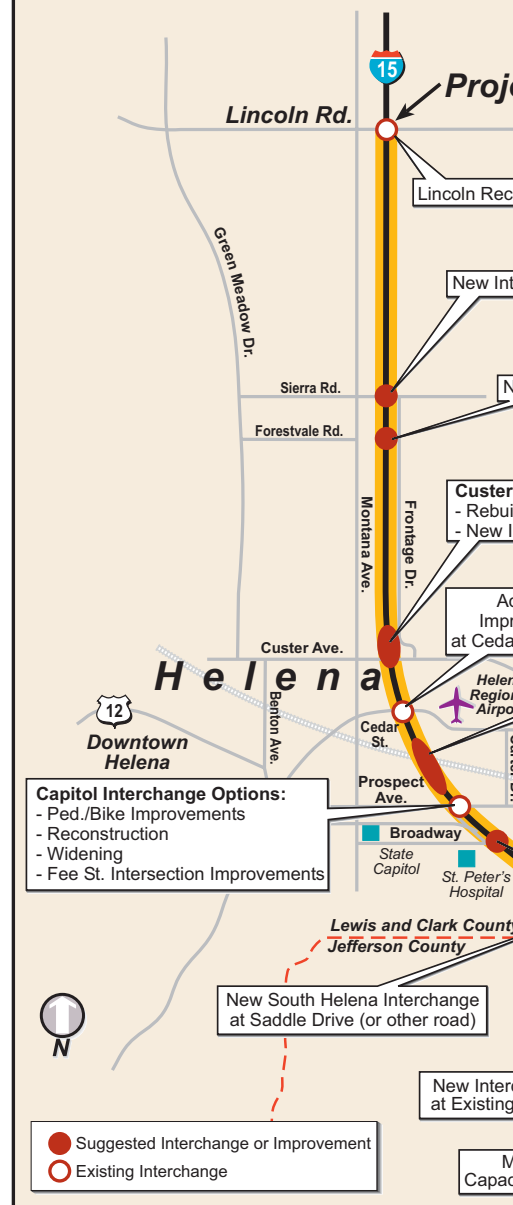 15
Proje
Lincoln Rd.
Lincoln Rec
Green Meadow Dr.
New Int
Sierra Rd.
N
Forestvale Rd.
Custer
- Rebui
- New I
Montana Ave.
Frontage Dr.
Ac
Impr
at Ceda
Custer Ave.
Helena
Helen
Region
Airpo
Benton Ave.
12
Cedar
St.
Downtown
Helena
Capitol Interchange Options:
- Ped./Bike Improvements
- Reconstruction
- Widening
- Fee St. Intersection Improvements
Prospect
Ave.
Broadway
State
Capitol
St. Peter's
Hospital
Lewis and Clark County
Jefferson County
New South Helena Interchange
at Saddle Drive (or other road)
N
New Interc
at Existing
M
Capac
Suggested Interchange or Improvement
Existing Interchange